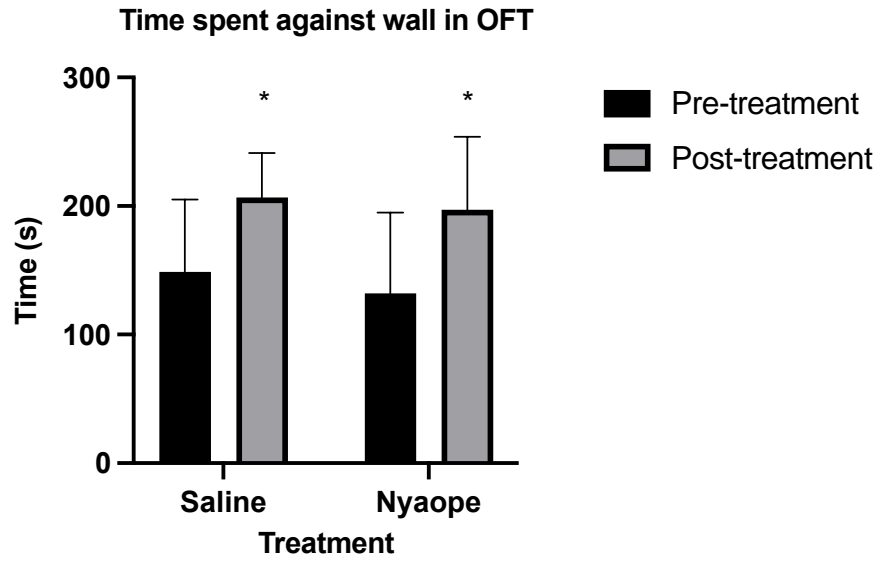 Time spent against wall in OFT
300
200
100
0
Time (s)
* *
Saline Nyaope
Treatment
Pre-treatment
Post-treatment